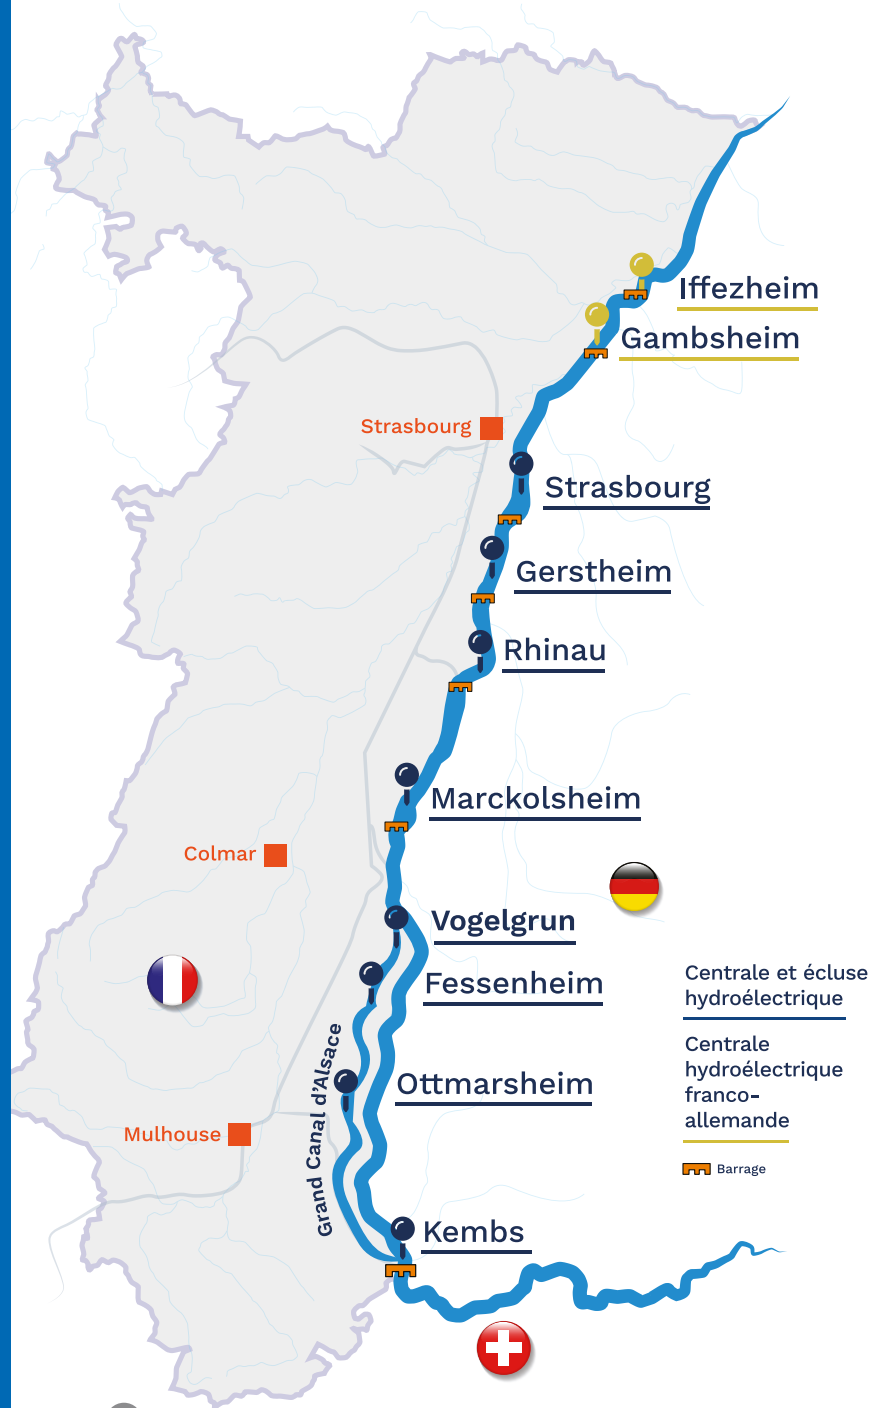 Iffezheim
Gambsheim
Strasbourg
Strasbourg
Gerstheim
Rhinau
Marckolsheim
Colmar
Vogelgrun
Fessenheim
Centrale et écluse
hydroélectrique
Centrale
hydroélectrique
franco-
allemande
Barrage
Ottmarsheim
Grand Canal d'Alsace
Mulhouse
Kembs